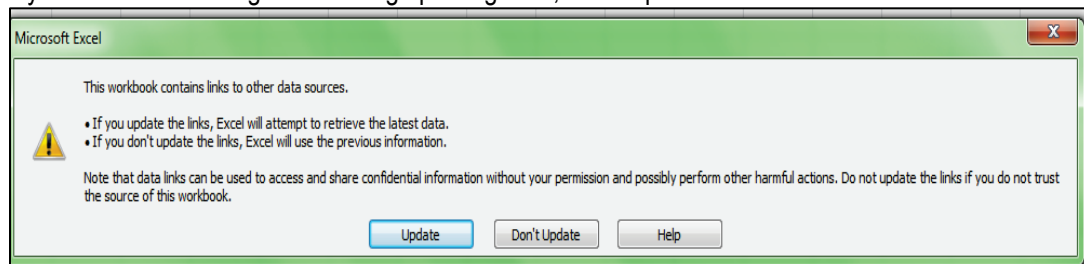 Microsoft Excel
X
This workbook contains links to other data sources.
• If you update the links, Excel will attempt to retrieve the latest data.
• If you don't update the links, Excel will use the previous information.
Note that data links can be used to access and share confidential information without your permission and possibly perform other harmful actions. Do not update the links if you do not trust
the source of this workbook.
Update Don't Update Help